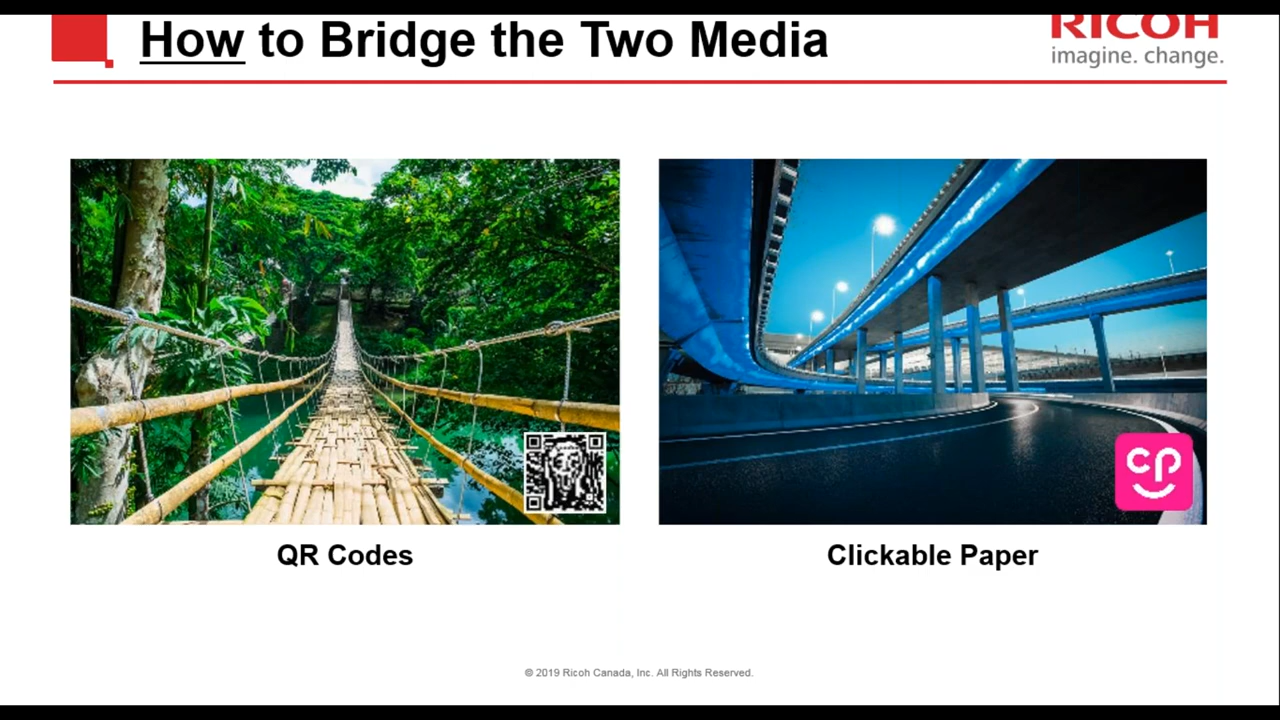 How to Bridge the Two Media
RICOH
imagine. change.
cp
QR Codes
Clickable Paper
© 2019 Ricoh Canada, Inc. All Rights Reserved.